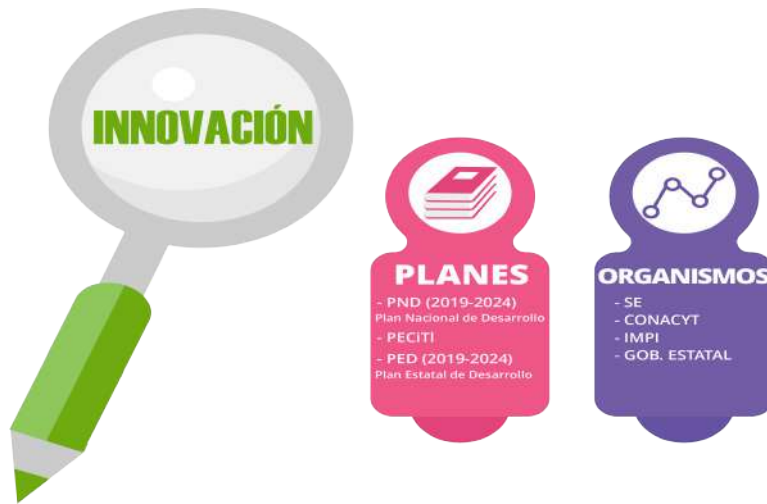 INNOVACIÓN
PLANES
- PND (2019-2024)
Plan Nacional de Desarrollo
- PECiTI
- PED (2019-2024)
Plan Estatal de Desarrollo
ORGANISMOS
- SE
- CONACYT
- IMPI
- GOB. ESTATAL